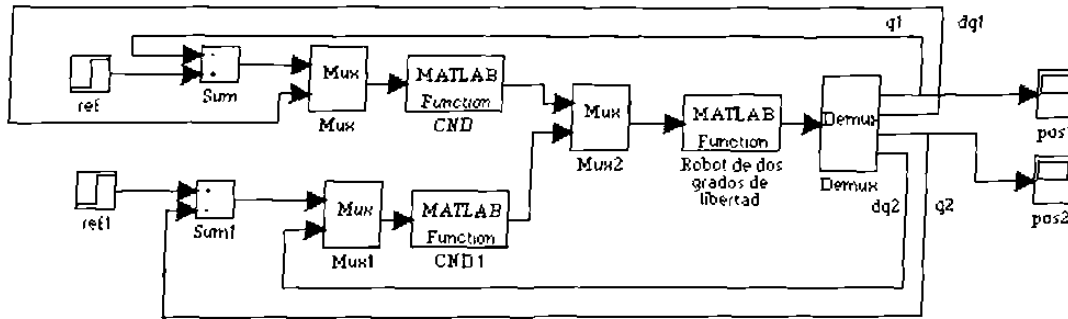 q1
dq1
ref
Sum
Mux
Mux
MATLAB
Function
CND
Mux
Mux2
MATLAB
Function
Robot de dos
grados de
libertad
Demux
Demux
pos1
ref1
Sum1
Mux
Mux1
MATLAB
Function
CND1
dq2
q2
pos2